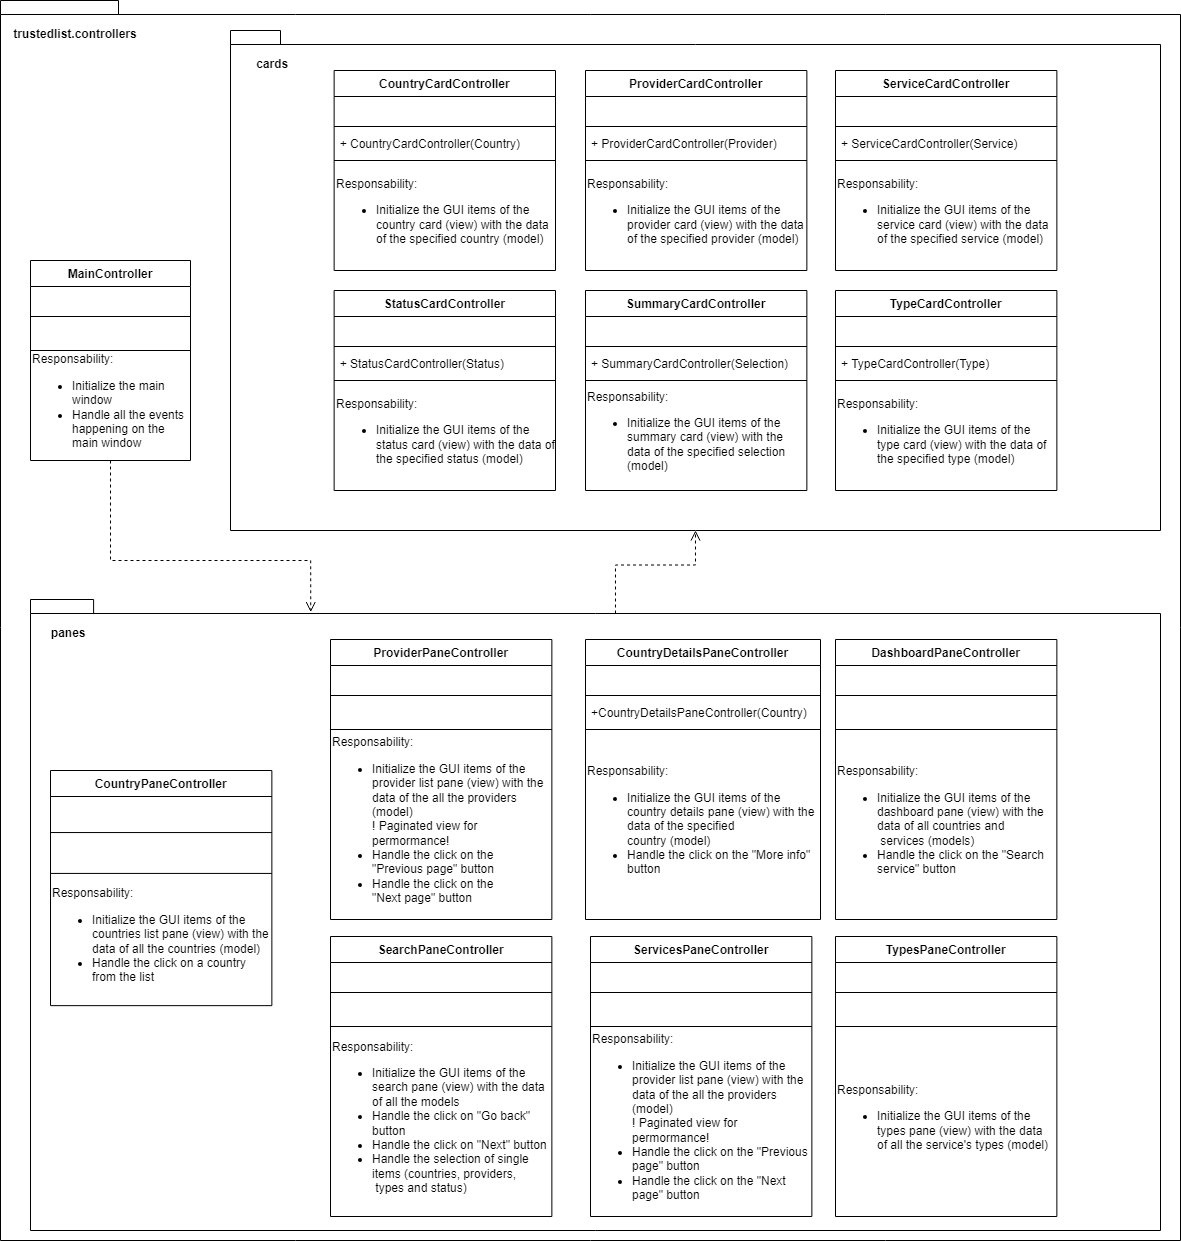 trustedlist.controllers
cards
CountryCardController
+ CountryCardController(Country)
Responsability:
Initialize the GUI items of the
country card (view) with the data
of the specified country (model)
ProviderCardController
+ ProviderCardController(Provider)
Responsability:
Initialize the GUI items of the
provider card (view) with the data
of the specified provider (model)
ServiceCardController
+ ServiceCardController(Service)
Responsability:
Initialize the GUI items of the
service card (view) with the data
of the specified service (model)
MainController
Responsability:
Initialize the main
window
Handle all the events
happening on the
main window
StatusCardController
+ StatusCardController(Status)
Responsability:
Initialize the GUI items of the
status card (view) with the data of
the specified status (model)
SummaryCardController
+ SummaryCardController(Selection)
Responsability:
Initialize the GUI items of the
summary card (view) with the
data of the specified selection
(model)
TypeCardController
+ TypeCardController(Type)
Responsability:
Initialize the GUI items of the
type card (view) with the data of
the specified type (model)
panes
CountryPaneController
Responsability:
Initialize the GUI items of the
countries list pane (view) with the
data of all the countries (model)
Handle the click on a country
from the list
ProviderPaneController
Responsability:
Initialize the GUI items of the
provider list pane (view) with the
data of the all the providers
(model)
! Paginated view for
permormance!
Handle the click on the
"Previous page" button
Handle the click on the
"Next page" button
CountryDetailsPaneController
+CountryDetailsPaneController(Country)
Responsability:
Initialize the GUI items of the
country details pane (view) with the
data of the specified
country (model)
Handle the click on the "More info"
button
DashboardPaneController
Responsability:
Initialize the GUI items of the
dashboard pane (view) with the
data of all countries and
services (models)
Handle the click on the "Search
service" button
SearchPaneController
Responsability:
Initialize the GUI items of the
search pane (view) with the data
of all the models
Handle the click on "Go back"
button
Handle the click on "Next" button
Handle the selection of single
items (countries, providers,
types and status)
ServicesPaneController
Responsability:
Initialize the GUI items of the
provider list pane (view) with the
data of the all the providers
(model)
! Paginated view for
permormance!
Handle the click on the "Previous
page" button
Handle the click on the "Next
page" button
TypesPaneController
Responsability:
Initialize the GUI items of the
types pane (view) with the data
of all the service's types (model)